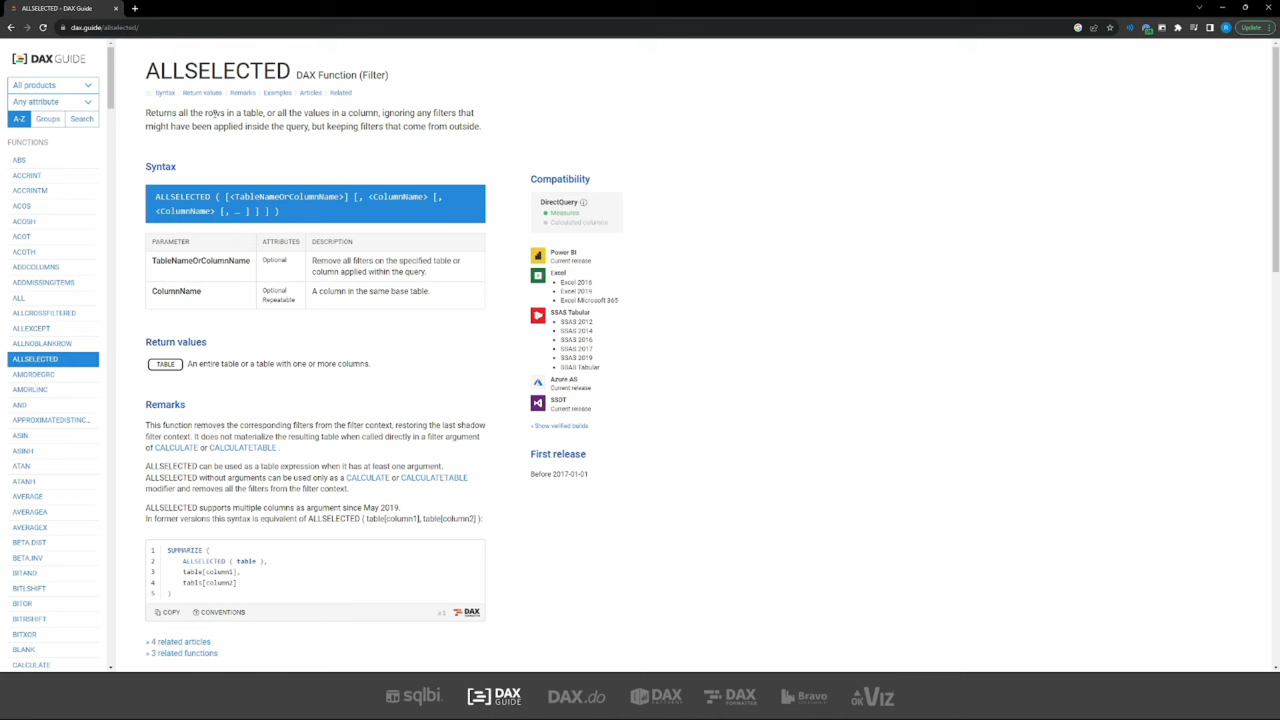 ALLSELECTED - DAX Guide
dax.guide/allselected/
Update
DAX GUIDE
All products
Any attribute
A-Z Groups Search
FUNCTIONS
ABS
ACCRINT
ACCRINTM
ACOS
ACOSH
ACOT
ACOTH
ADDCOLUMNS
ADDMISSINGITEMS
ALL
ALLCROSSFILTERED
ALLEXCEPT
ALLNOBLANKROW
ALLSELECTED
AMORDEGRC
AMORLINC
AND
APPROXIMATEDISTINC...
ASIN
ASINH
ATAN
ATANH
AVERAGE
AVERAGEA
AVERAGEX
BETA.DIST
BETA.INV
BITAND
BITLSHIFT
BITOR
BITRSHIFT
BITXOR
BLANK
CALCULATE
ALLSELECTED DAX Function (Filter)
Syntax | Return values | Remarks | Examples | Articles | Related
Returns all the rows in a table, or all the values in a column, ignoring any filters that
might have been applied inside the query, but keeping filters that come from outside.
Syntax
ALLSELECTED ( [<TableNameOrColumnName>] [, <ColumnName> [,
<ColumnName> [, … ] ] ] )
PARAMETER ATTRIBUTES DESCRIPTION
TableNameOrColumnName Optional Remove all filters on the specified table or
column applied within the query.
ColumnName Optional A column in the same base table.
Repeatable
Return values
TABLE An entire table or a table with one or more columns.
Remarks
This function removes the corresponding filters from the filter context, restoring the last shadow
filter context. It does not materialize the resulting table when called directly in a filter argument
of CALCULATE or CALCULATETABLE .
ALLSELECTED can be used as a table expression when it has at least one argument.
ALLSELECTED without arguments can be used only as a CALCULATE or CALCULATETABLE
modifier and removes all the filters from the filter context.
ALLSELECTED supports multiple columns as argument since May 2019.
In former versions this syntax is equivalent of ALLSELECTED ( table[column1], table[column2] ):
1 SUMMARIZE (
2 ALLSELECTED ( table ),
3 table[column1],
4 table[column2]
5 )
COPY CONVENTIONS #1 DAX FORMATTER
» 4 related articles
» 3 related functions
Compatibility
DirectQuery
Measures
Calculated columns
Power BI
Current release
Excel
Excel 2016
Excel 2019
Excel Microsoft 365
SSAS Tabular
SSAS 2012
SSAS 2014
SSAS 2016
SSAS 2017
SSAS 2019
SSAS Tabular
Azure AS
Current release
SSDT
Current release
» Show verified builds
First release
Before 2017-01-01
sqlbi. DAX GUIDE DAX.do DAX PATTERNS DAX FORMATTER Bravo OKVIZ